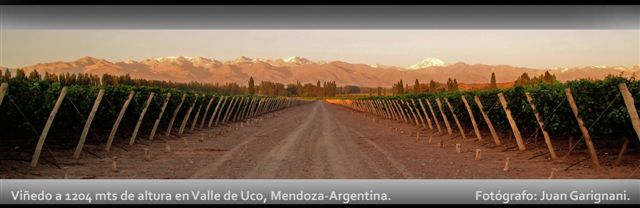 Viñedo a 1204 mts de altura en Valle de Uco, Mendoza-Argentina. Fotógrafo: Juan Garignani.